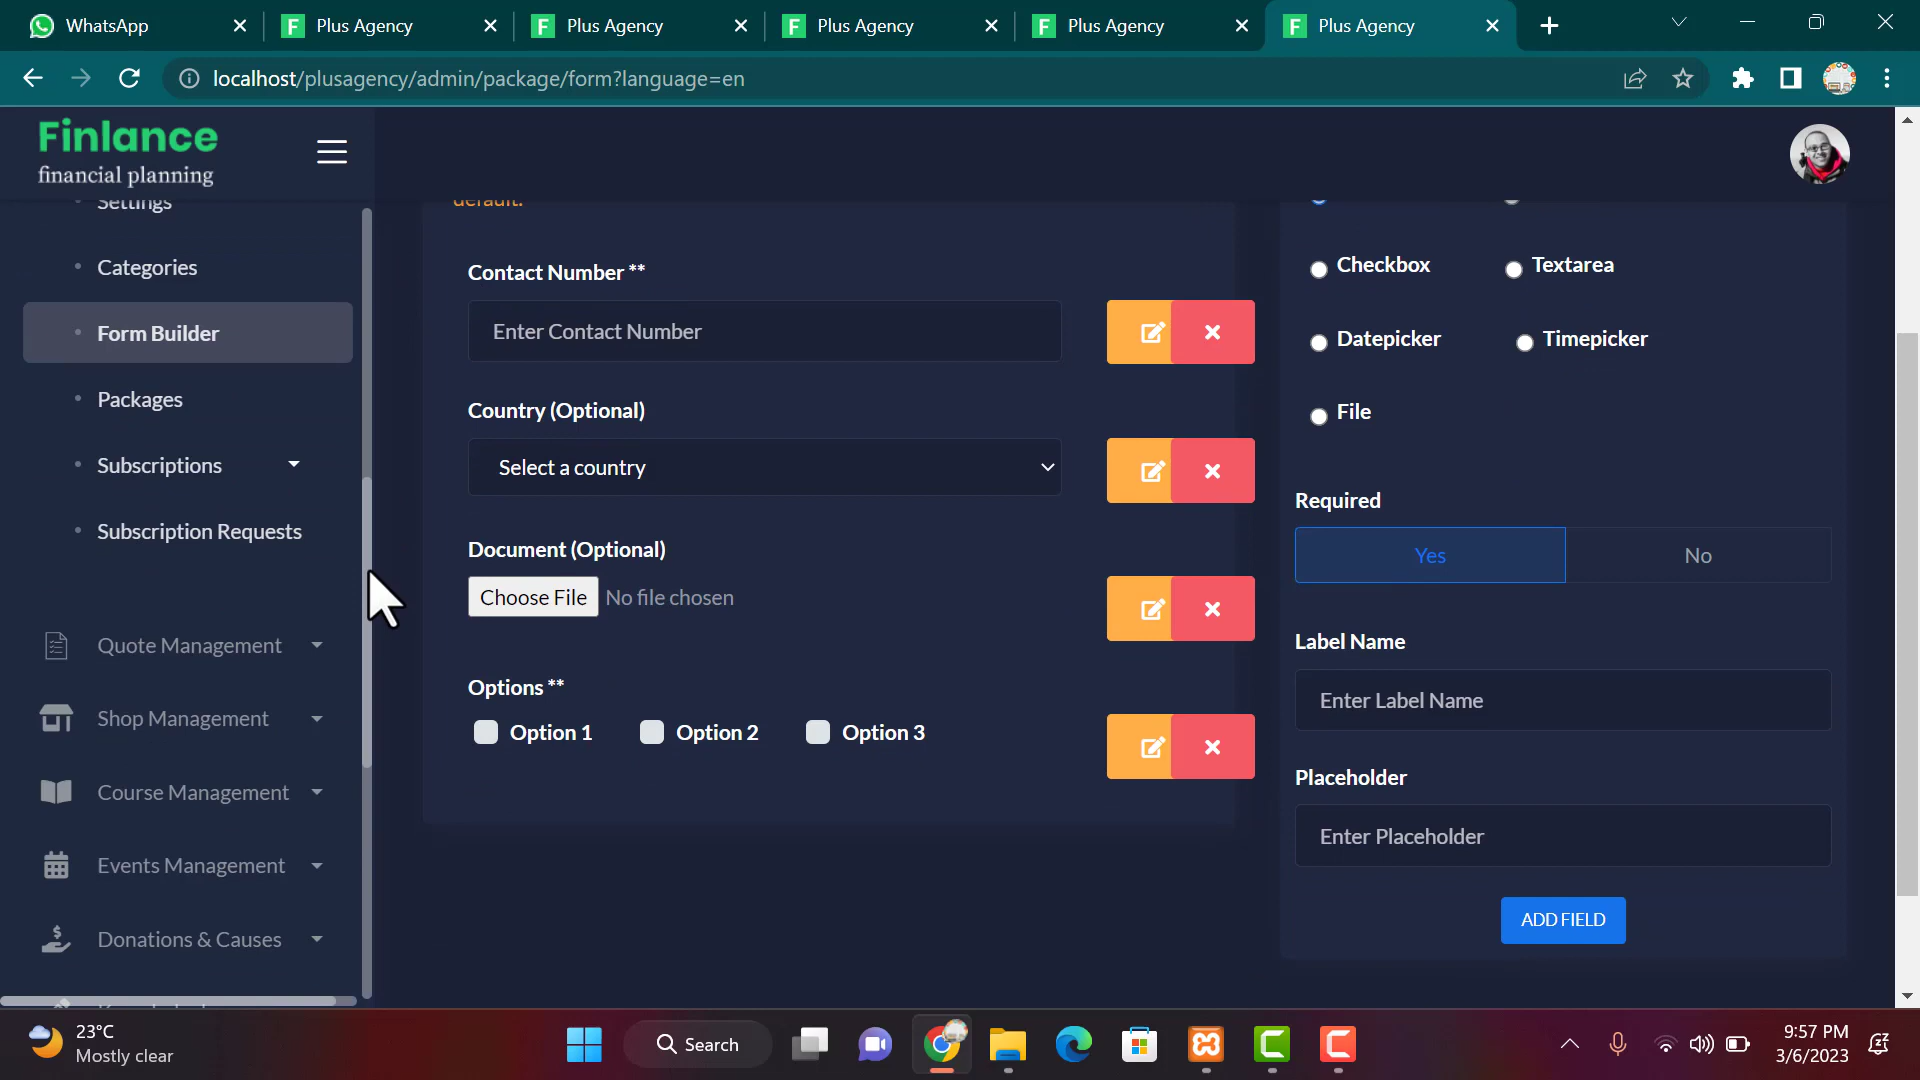 WhatsApp
Plus Agency
Plus Agency
Plus Agency
Plus Agency
Plus Agency
localhost/plusagency/admin/package/form?language=en
Finlance
financial planning
Settings
Categories
Form Builder
Packages
Subscriptions
Subscription Requests
Quote Management
Shop Management
Course Management
Events Management
Donations & Causes
default.
Contact Number **
Enter Contact Number
Country (Optional)
Select a country
Document (Optional)
Choose File No file chosen
Options **
Option 1 Option 2 Option 3
Checkbox Textarea
Datepicker Timepicker
File
Required
Yes No
Label Name
Enter Label Name
Placeholder
Enter Placeholder
ADD FIELD
23°C
Mostly clear
Search
9:57 PM
3/6/2023